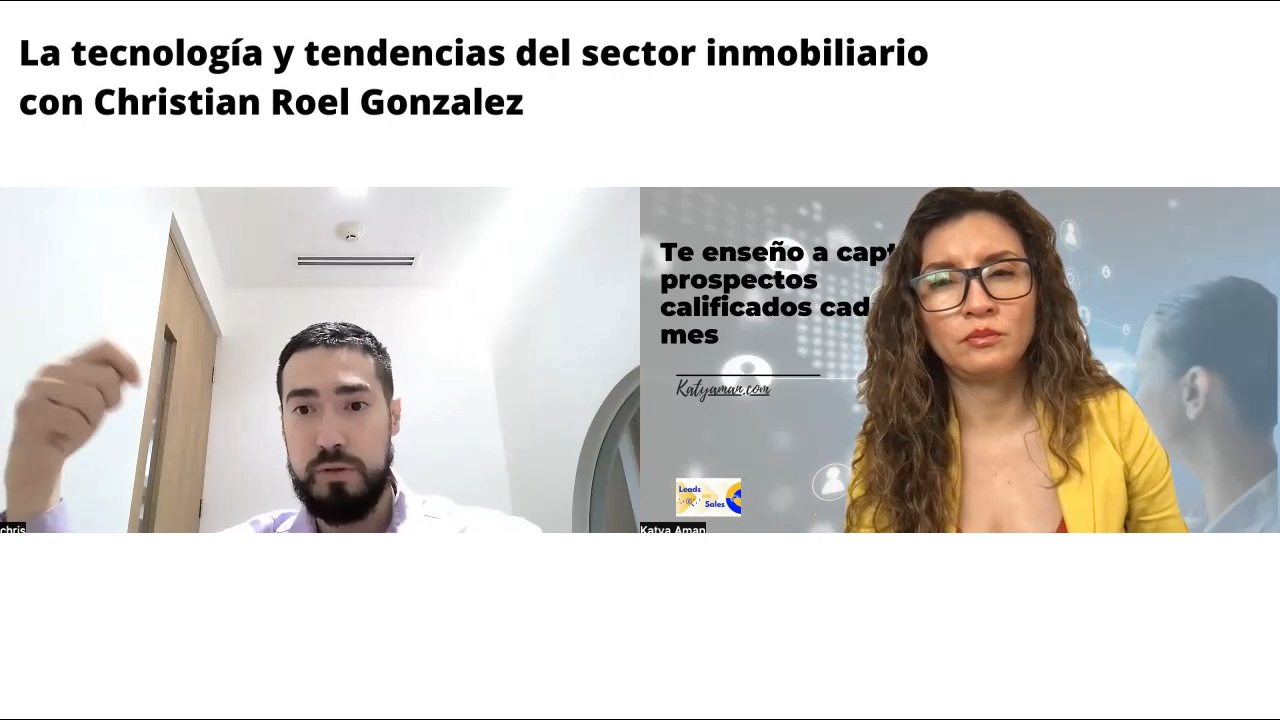 La tecnología y tendencias del sector inmobiliario
con Christian Roel Gonzalez
Te enseño a capt
prospectos
calificados cad
mes
Katyaman.com
Leads
Sales
chris
Katya Aman